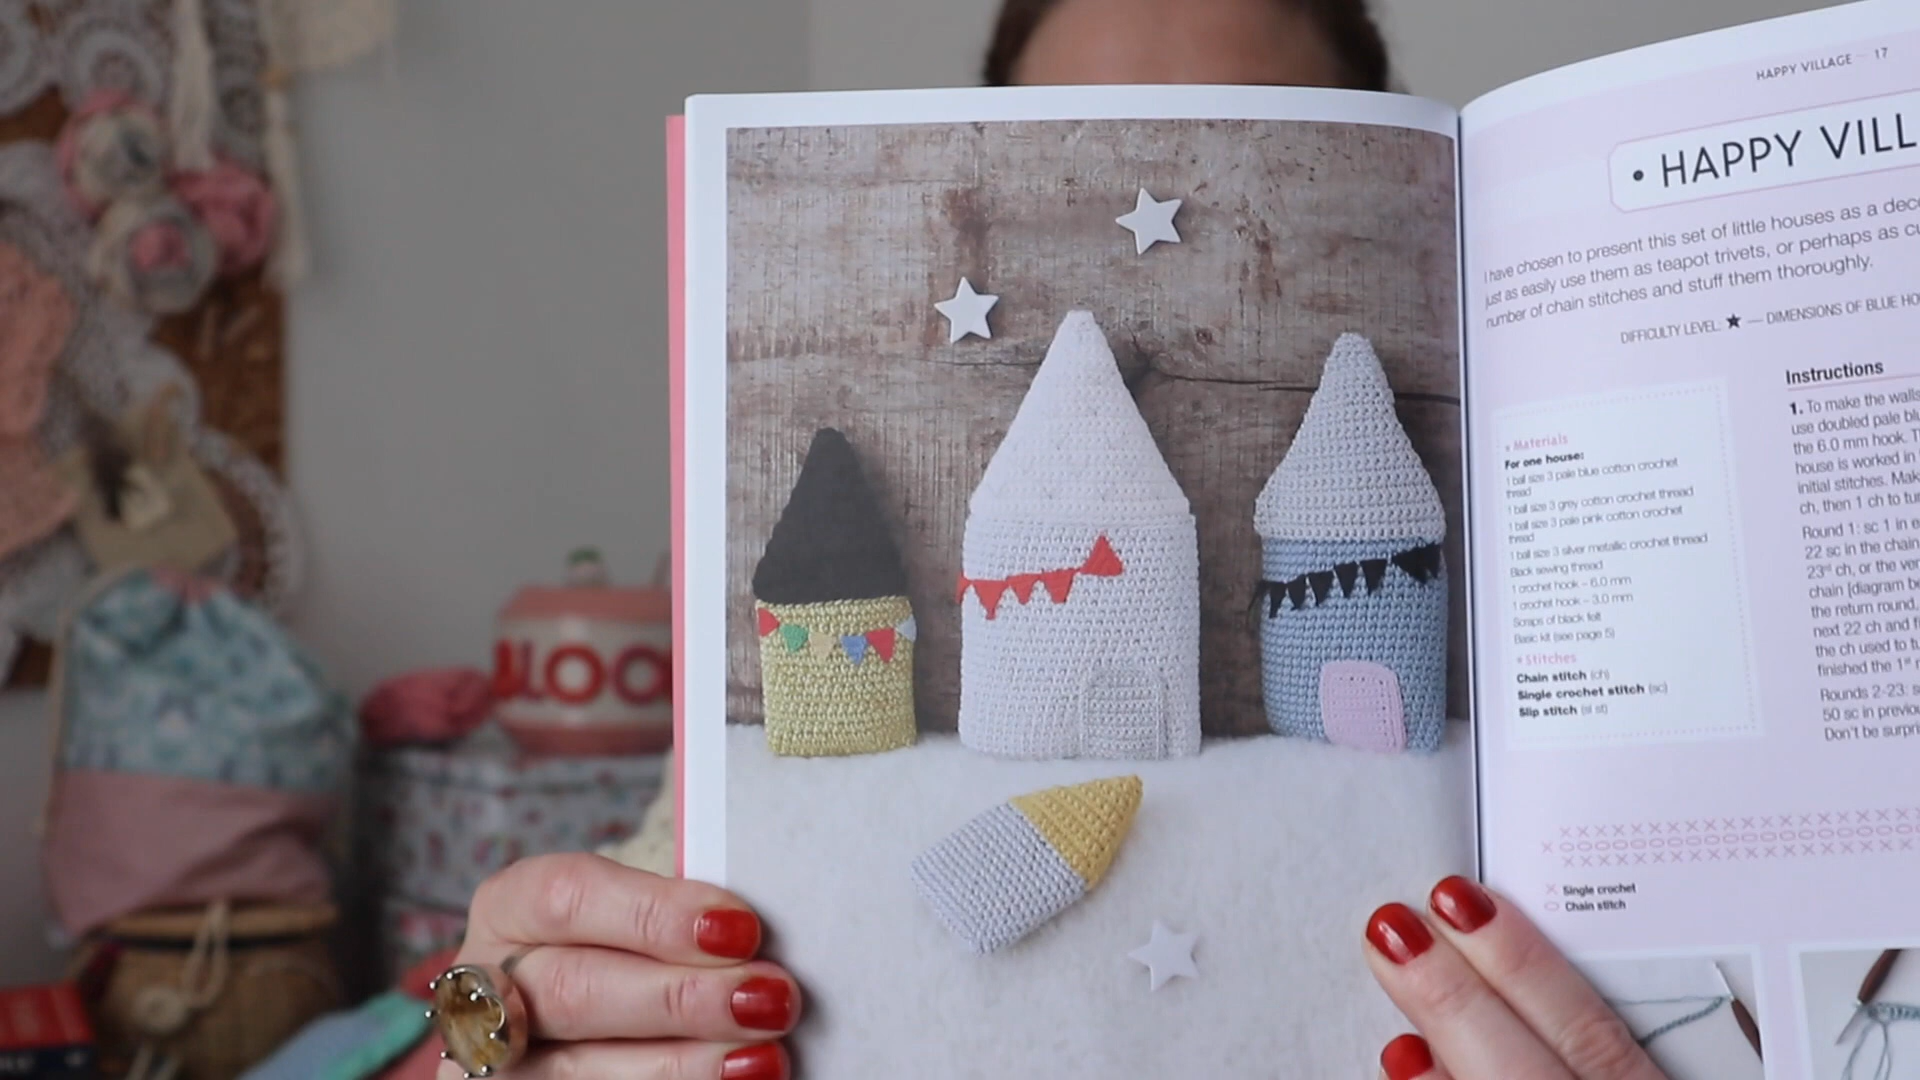 HAPPY VILLAGE 17
• HAPPY VILL
I have chosen to present this set of little houses as a deco
just as easily use them as teapot trivets, or perhaps as cu
number of chain stitches and stuff them thoroughly.
DIFFICULTY LEVEL: ★ — DIMENSIONS OF BLUE HO
Materials
For one house:
1 ball size 3 pale blue cotton crochet
thread
1 ball size 3 grey cotton crochet thread
1 ball size 3 pale pink cotton crochet
thread
1 ball size 3 silver metallic crochet thread
Black sewing thread
1 crochet hook – 6.0 mm
1 crochet hook – 3.0 mm
Scraps of black felt
Basic kit (see page 5)
Stitches
Chain stitch (ch)
Single crochet stitch (sc)
Slip stitch (sl st)
Instructions
1. To make the walls
use doubled pale blu
the 6.0 mm hook. T
house is worked in
initial stitches. Mak
ch, then 1 ch to tur
Round 1: sc 1 in e
22 sc in the chain
23rd ch, or the ver
chain [diagram be
the return round,
next 22 ch and f
the ch used to tu
finished the 1st r
Rounds 2-23: s
50 sc in previou
Don't be surpri
Single crochet
Chain stitch
LOO